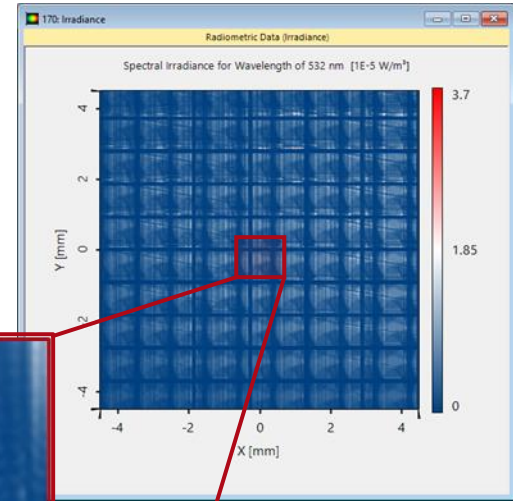 170: Irradiance
Radiometric Data (Irradiance)
Spectral Irradiance for Wavelength of 532 nm [1E-5 W/m³]
3.7
1.85
0
4
2
0
-2
-4
Y [mm]
-4 -2 0 2 4
X [mm]